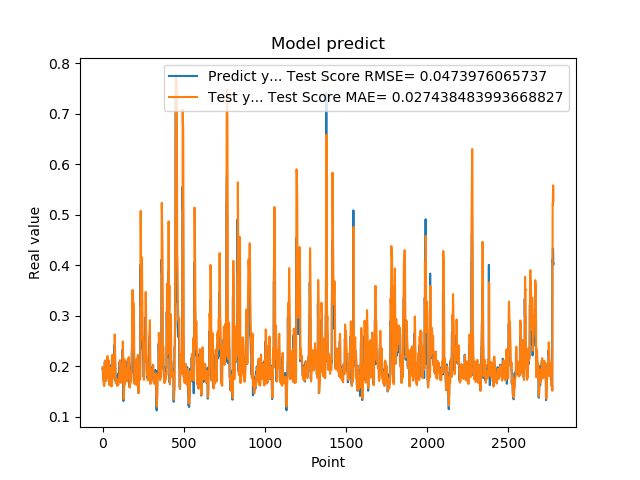 Model predict
Predict y... Test Score RMSE= 0.0473976065737
Test y... Test Score MAE= 0.027438483993668827
0.8
0.7
0.6
0.5
0.4
0.3
0.2
0.1
Real value
0 500 1000 1500 2000 2500
Point